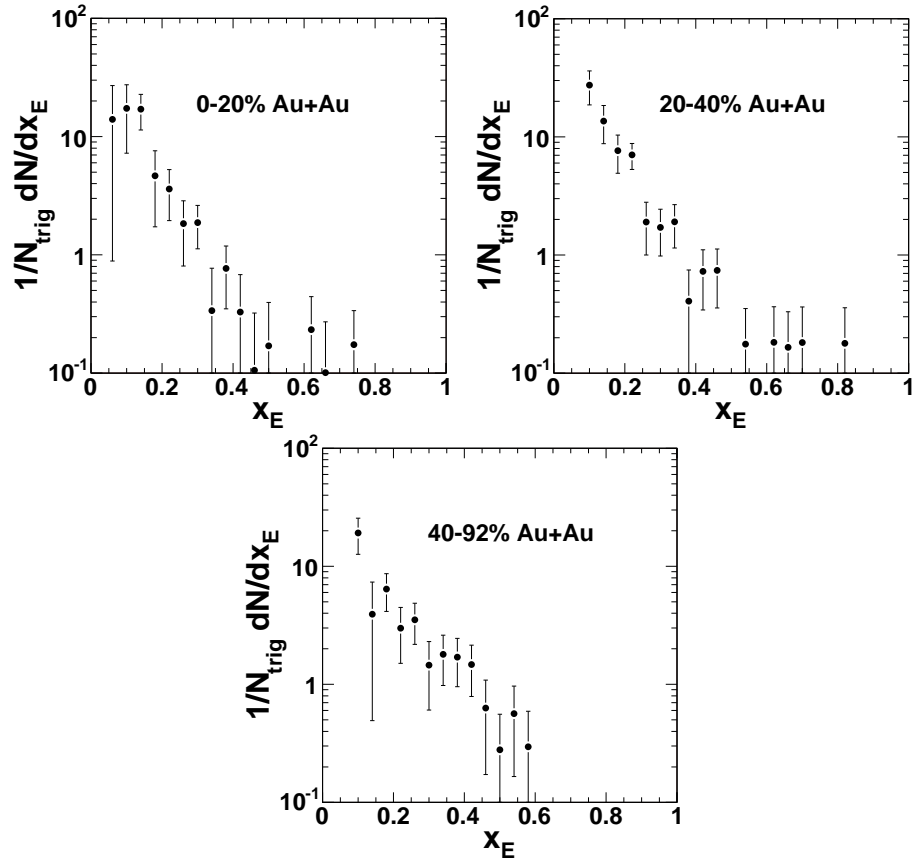 10^2
10
1
10^-1
1/N_trig dN/dx_E
0-20% Au+Au
0 0.2 0.4 0.6 0.8 1
x_E
10^2
10
1
10^-1
1/N_trig dN/dx_E
20-40% Au+Au
0 0.2 0.4 0.6 0.8 1
x_E
10^2
10
1
10^-1
1/N_trig dN/dx_E
40-92% Au+Au
0 0.2 0.4 0.6 0.8 1
x_E